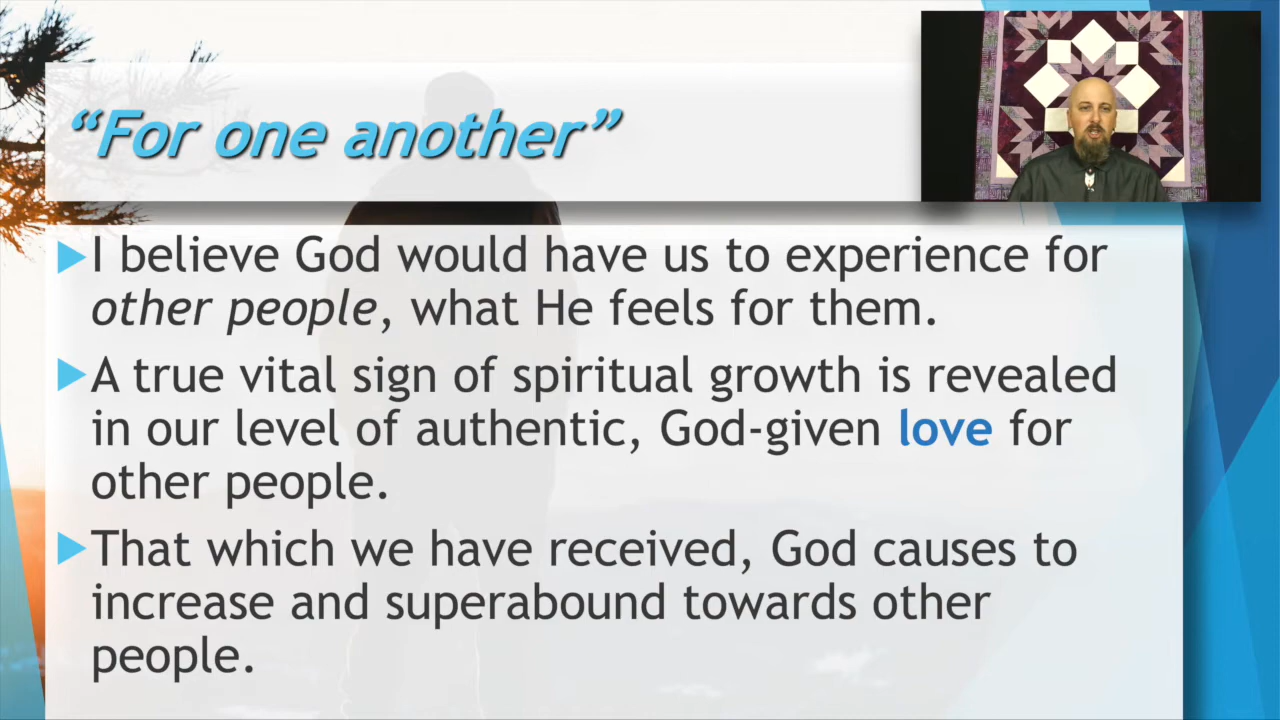 “For one another”
I believe God would have us to experience for
other people, what He feels for them.
A true vital sign of spiritual growth is revealed
in our level of authentic, God-given love for
other people.
That which we have received, God causes to
increase and superabound towards other
people.